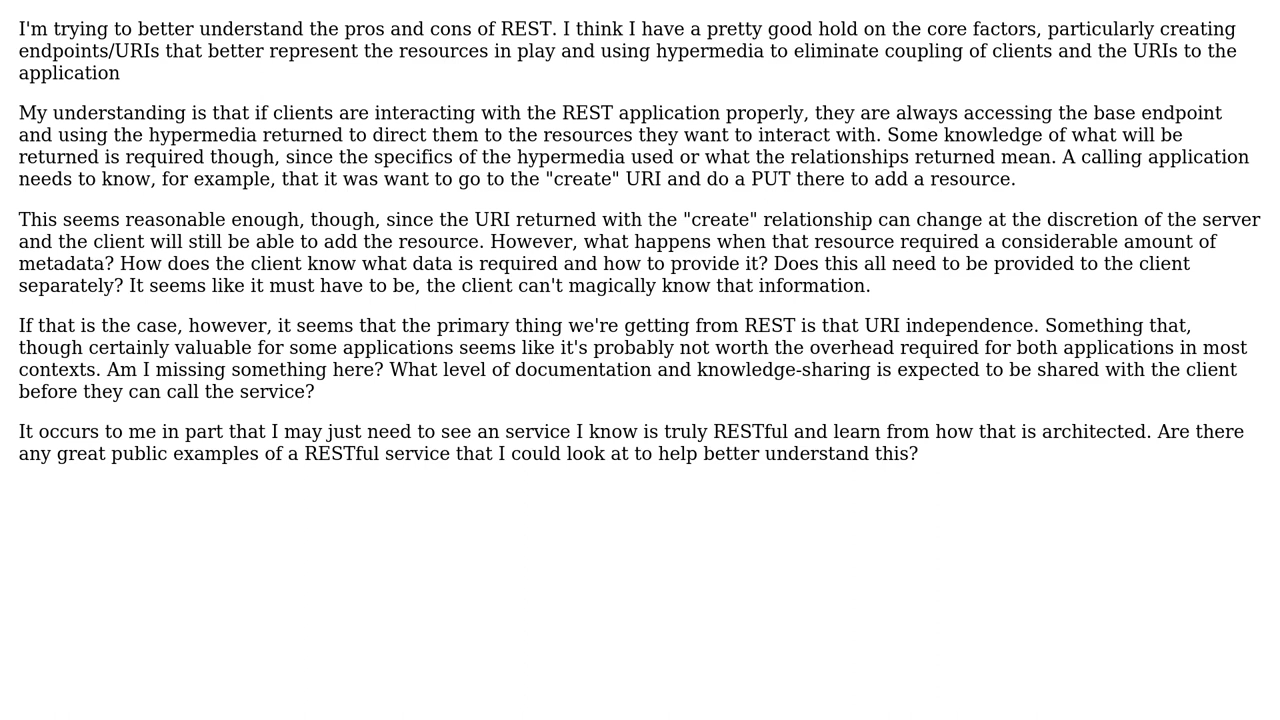 I'm trying to better understand the pros and cons of REST. I think I have a pretty good hold on the core factors, particularly creating
endpoints/URIs that better represent the resources in play and using hypermedia to eliminate coupling of clients and the URIs to the
application
My understanding is that if clients are interacting with the REST application properly, they are always accessing the base endpoint
and using the hypermedia returned to direct them to the resources they want to interact with. Some knowledge of what will be
returned is required though, since the specifics of the hypermedia used or what the relationships returned mean. A calling application
needs to know, for example, that it was want to go to the "create" URI and do a PUT there to add a resource.
This seems reasonable enough, though, since the URI returned with the "create" relationship can change at the discretion of the server
and the client will still be able to add the resource. However, what happens when that resource required a considerable amount of
metadata? How does the client know what data is required and how to provide it? Does this all need to be provided to the client
separately? It seems like it must have to be, the client can't magically know that information.
If that is the case, however, it seems that the primary thing we're getting from REST is that URI independence. Something that,
though certainly valuable for some applications seems like it's probably not worth the overhead required for both applications in most
contexts. Am I missing something here? What level of documentation and knowledge-sharing is expected to be shared with the client
before they can call the service?
It occurs to me in part that I may just need to see an service I know is truly RESTful and learn from how that is architected. Are there
any great public examples of a RESTful service that I could look at to help better understand this?